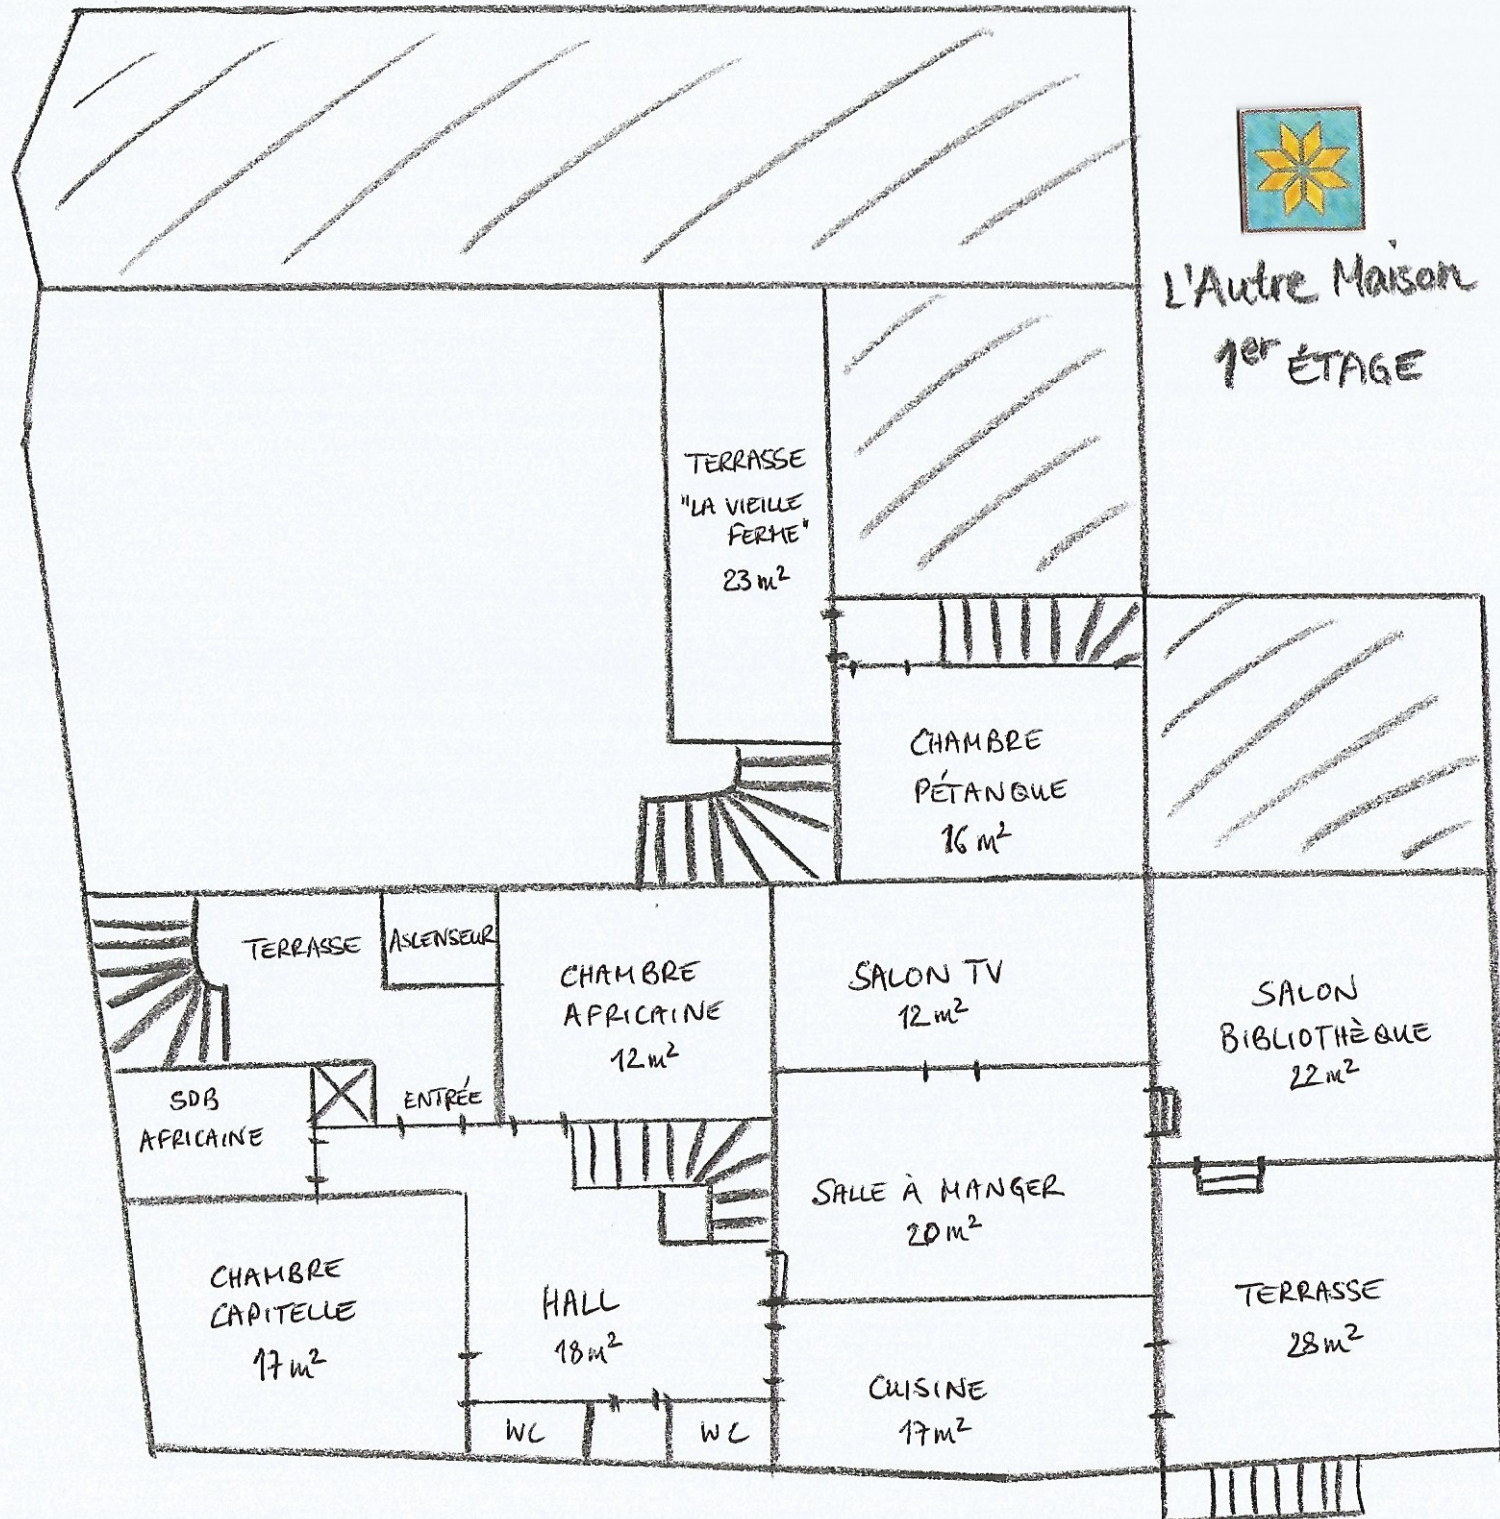 L'Autre Maison
1er ÉTAGE
TERRASSE
"LA VIEILLE
FERME"
23 m²
CHAMBRE
PÉTANQUE
16 m²
TERRASSE
ASCENSEUR
CHAMBRE
AFRICAINE
12 m²
SALON TV
12 m²
SALON
BIBLIOTHÈQUE
22 m²
SDB
AFRICAINE
ENTRÉE
SALLE À MANGER
20 m²
CHAMBRE
CAPITELLE
17 m²
HALL
18 m²
TERRASSE
28 m²
CUISINE
17 m²
WC
WC